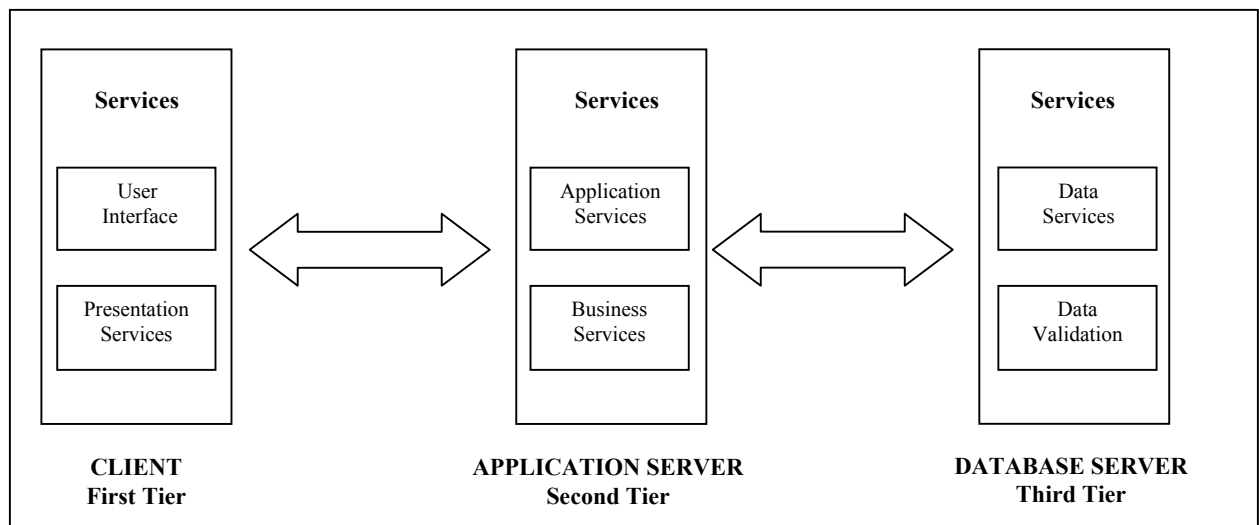 Services
User
Interface
Presentation
Services
CLIENT
First Tier
Services
Application
Services
Business
Services
APPLICATION SERVER
Second Tier
Services
Data
Services
Data
Validation
DATABASE SERVER
Third Tier